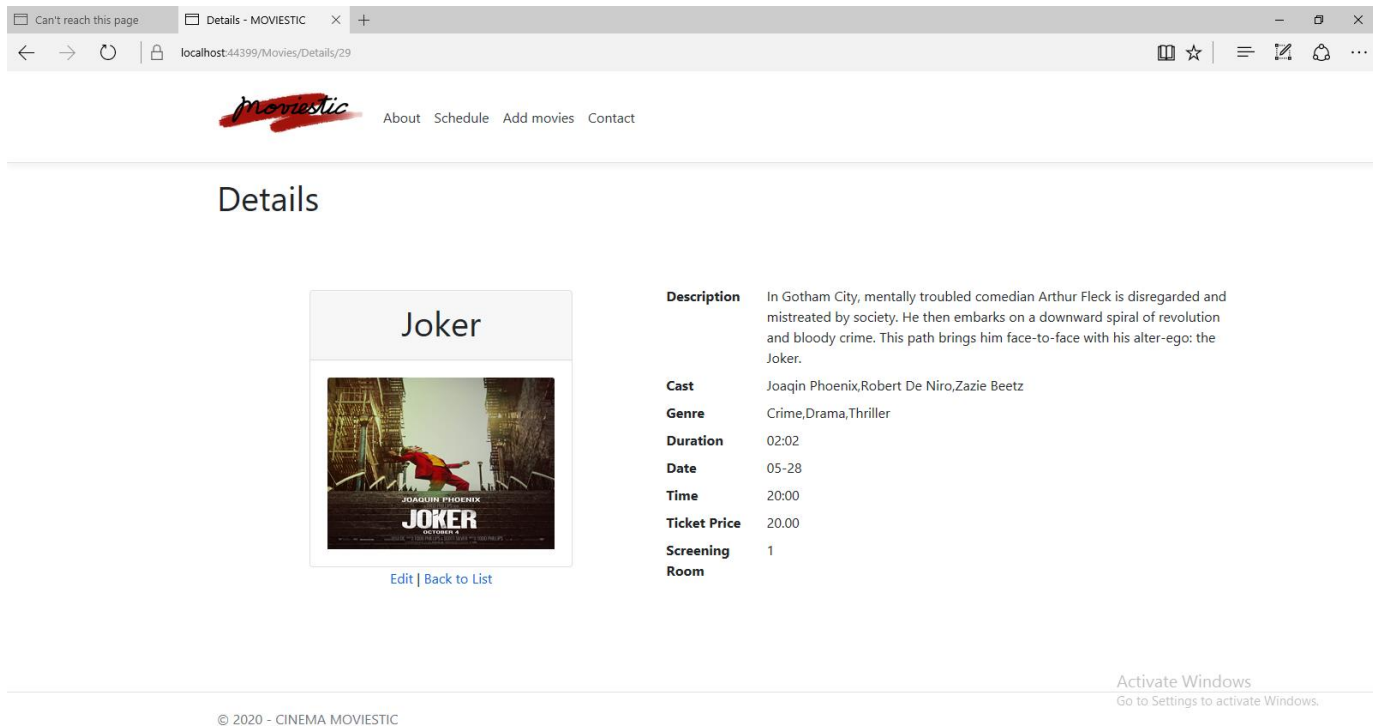 Can't reach this page
Details - MOVIESTIC
localhost:44399/Movies/Details/29
moviestic
About Schedule Add movies Contact
Details
Joker
JOAQUIN PHOENIX
JOKER
OCTOBER 4
Edit | Back to List
Description In Gotham City, mentally troubled comedian Arthur Fleck is disregarded and
mistreated by society. He then embarks on a downward spiral of revolution
and bloody crime. This path brings him face-to-face with his alter-ego: the
Joker.
Cast Joaqin Phoenix,Robert De Niro,Zazie Beetz
Genre Crime,Drama,Thriller
Duration 02:02
Date 05-28
Time 20:00
Ticket Price 20.00
Screening 1
Room
Activate Windows
Go to Settings to activate Windows.
© 2020 - CINEMA MOVIESTIC